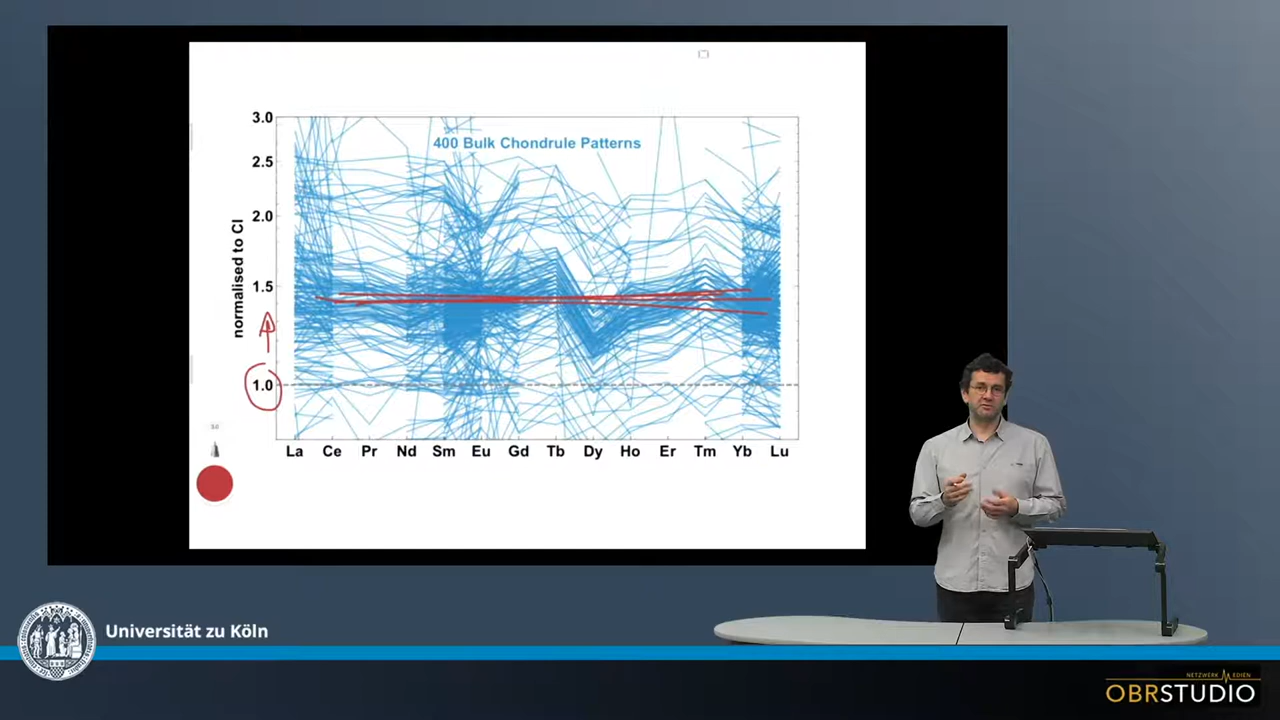 400 Bulk Chondrule Patterns
normalised to CI
3.0
2.5
2.0
1.5
1.0
La Ce Pr Nd Sm Eu Gd Tb Dy Ho Er Tm Yb Lu
Universität zu Köln
NETZWERK MEDIEN
OBRSTUDIO